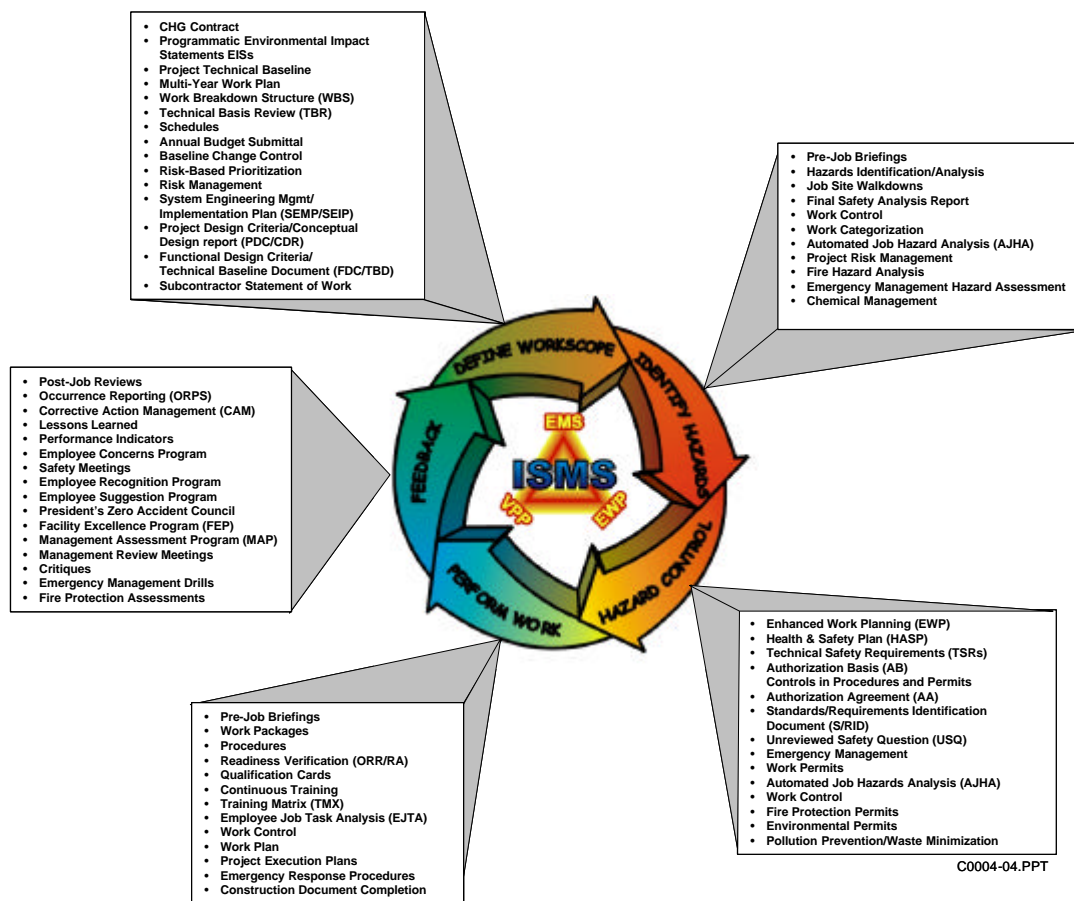 • CHG Contract
• Programmatic Environmental Impact
Statements EISs
• Project Technical Baseline
• Multi-Year Work Plan
• Work Breakdown Structure (WBS)
• Technical Basis Review (TBR)
• Schedules
• Annual Budget Submittal
• Baseline Change Control
• Risk-Based Prioritization
• Risk Management
• System Engineering Mgmt/
Implementation Plan (SEMP/SEIP)
• Project Design Criteria/Conceptual
Design report (PDC/CDR)
• Functional Design Criteria/
Technical Baseline Document (FDC/TBD)
• Subcontractor Statement of Work
• Pre-Job Briefings
• Hazards Identification/Analysis
• Job Site Walkdowns
• Final Safety Analysis Report
• Work Control
• Work Categorization
• Automated Job Hazard Analysis (AJHA)
• Project Risk Management
• Fire Hazard Analysis
• Emergency Management Hazard Assessment
• Chemical Management
DEFINE WORKSCOPE
IDENTIFY HAZARDS
HAZARD CONTROL
PERFORM WORK
FEEDBACK
EMS
ISMS
VPP
EWP
• Post-Job Reviews
• Occurrence Reporting (ORPS)
• Corrective Action Management (CAM)
• Lessons Learned
• Performance Indicators
• Employee Concerns Program
• Safety Meetings
• Employee Recognition Program
• Employee Suggestion Program
• President's Zero Accident Council
• Facility Excellence Program (FEP)
• Management Assessment Program (MAP)
• Management Review Meetings
• Critiques
• Emergency Management Drills
• Fire Protection Assessments
• Enhanced Work Planning (EWP)
• Health & Safety Plan (HASP)
• Technical Safety Requirements (TSRs)
• Authorization Basis (AB)
Controls in Procedures and Permits
• Authorization Agreement (AA)
• Standards/Requirements Identification
Document (S/RID)
• Unreviewed Safety Question (USQ)
• Emergency Management
• Work Permits
• Automated Job Hazards Analysis (AJHA)
• Work Control
• Fire Protection Permits
• Environmental Permits
• Pollution Prevention/Waste Minimization
• Pre-Job Briefings
• Work Packages
• Procedures
• Readiness Verification (ORR/RA)
• Qualification Cards
• Continuous Training
• Training Matrix (TMX)
• Employee Job Task Analysis (EJTA)
• Work Control
• Work Plan
• Project Execution Plans
• Emergency Response Procedures
• Construction Document Completion
C0004-04.PPT